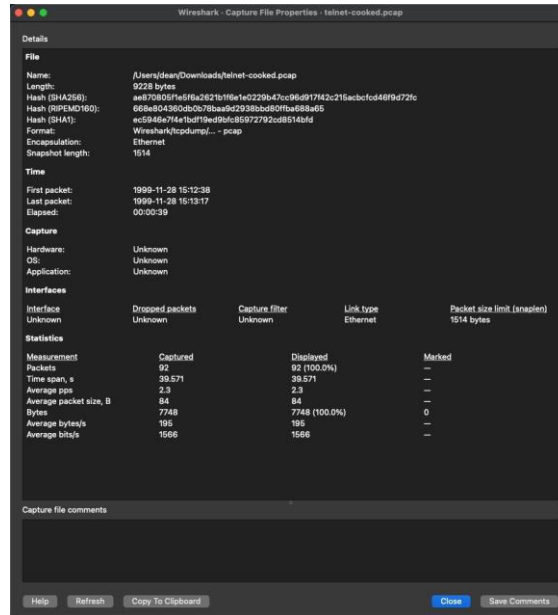 Wireshark - Capture File Properties - telnet-cooked.pcap
Details
File
Name: /Users/dean/Downloads/telnet-cooked.pcap
Length: 9228 bytes
Hash (SHA256): ae870805f1e5f6a2621b1f6e1e0229b47cc96d917f42c215acbcfcd46f9d72fc
Hash (RIPEMD160): 668e804360db0b78baa9d2938bbd80ffba688a65
Hash (SHA1): ec5946e7f4e1bdf19ed9bfc85972792cd8514bfd
Format: Wireshark/tcpdump/... - pcap
Encapsulation: Ethernet
Snapshot length: 1514
Time
First packet: 1999-11-28 15:12:38
Last packet: 1999-11-28 15:13:17
Elapsed: 00:00:39
Capture
Hardware: Unknown
OS: Unknown
Application: Unknown
Interfaces
Interface Dropped packets Capture filter Link type Packet size limit (snaplen)
Unknown Unknown Unknown Ethernet 1514 bytes
Statistics
Measurement Captured Displayed Marked
Packets 92 92 (100.0%) —
Time span, s 39.571 39.571 —
Average pps 2.3 2.3 —
Average packet size, B 84 84 —
Bytes 7748 7748 (100.0%) 0
Average bytes/s 195 195 —
Average bits/s 1566 1566 —
Capture file comments
Help Refresh Copy To Clipboard Close Save Comments